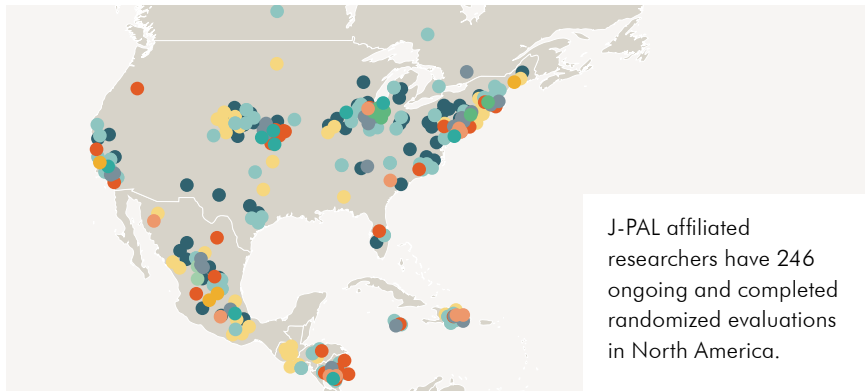 J-PAL affiliated
researchers have 246
ongoing and completed
randomized evaluations
in North America.